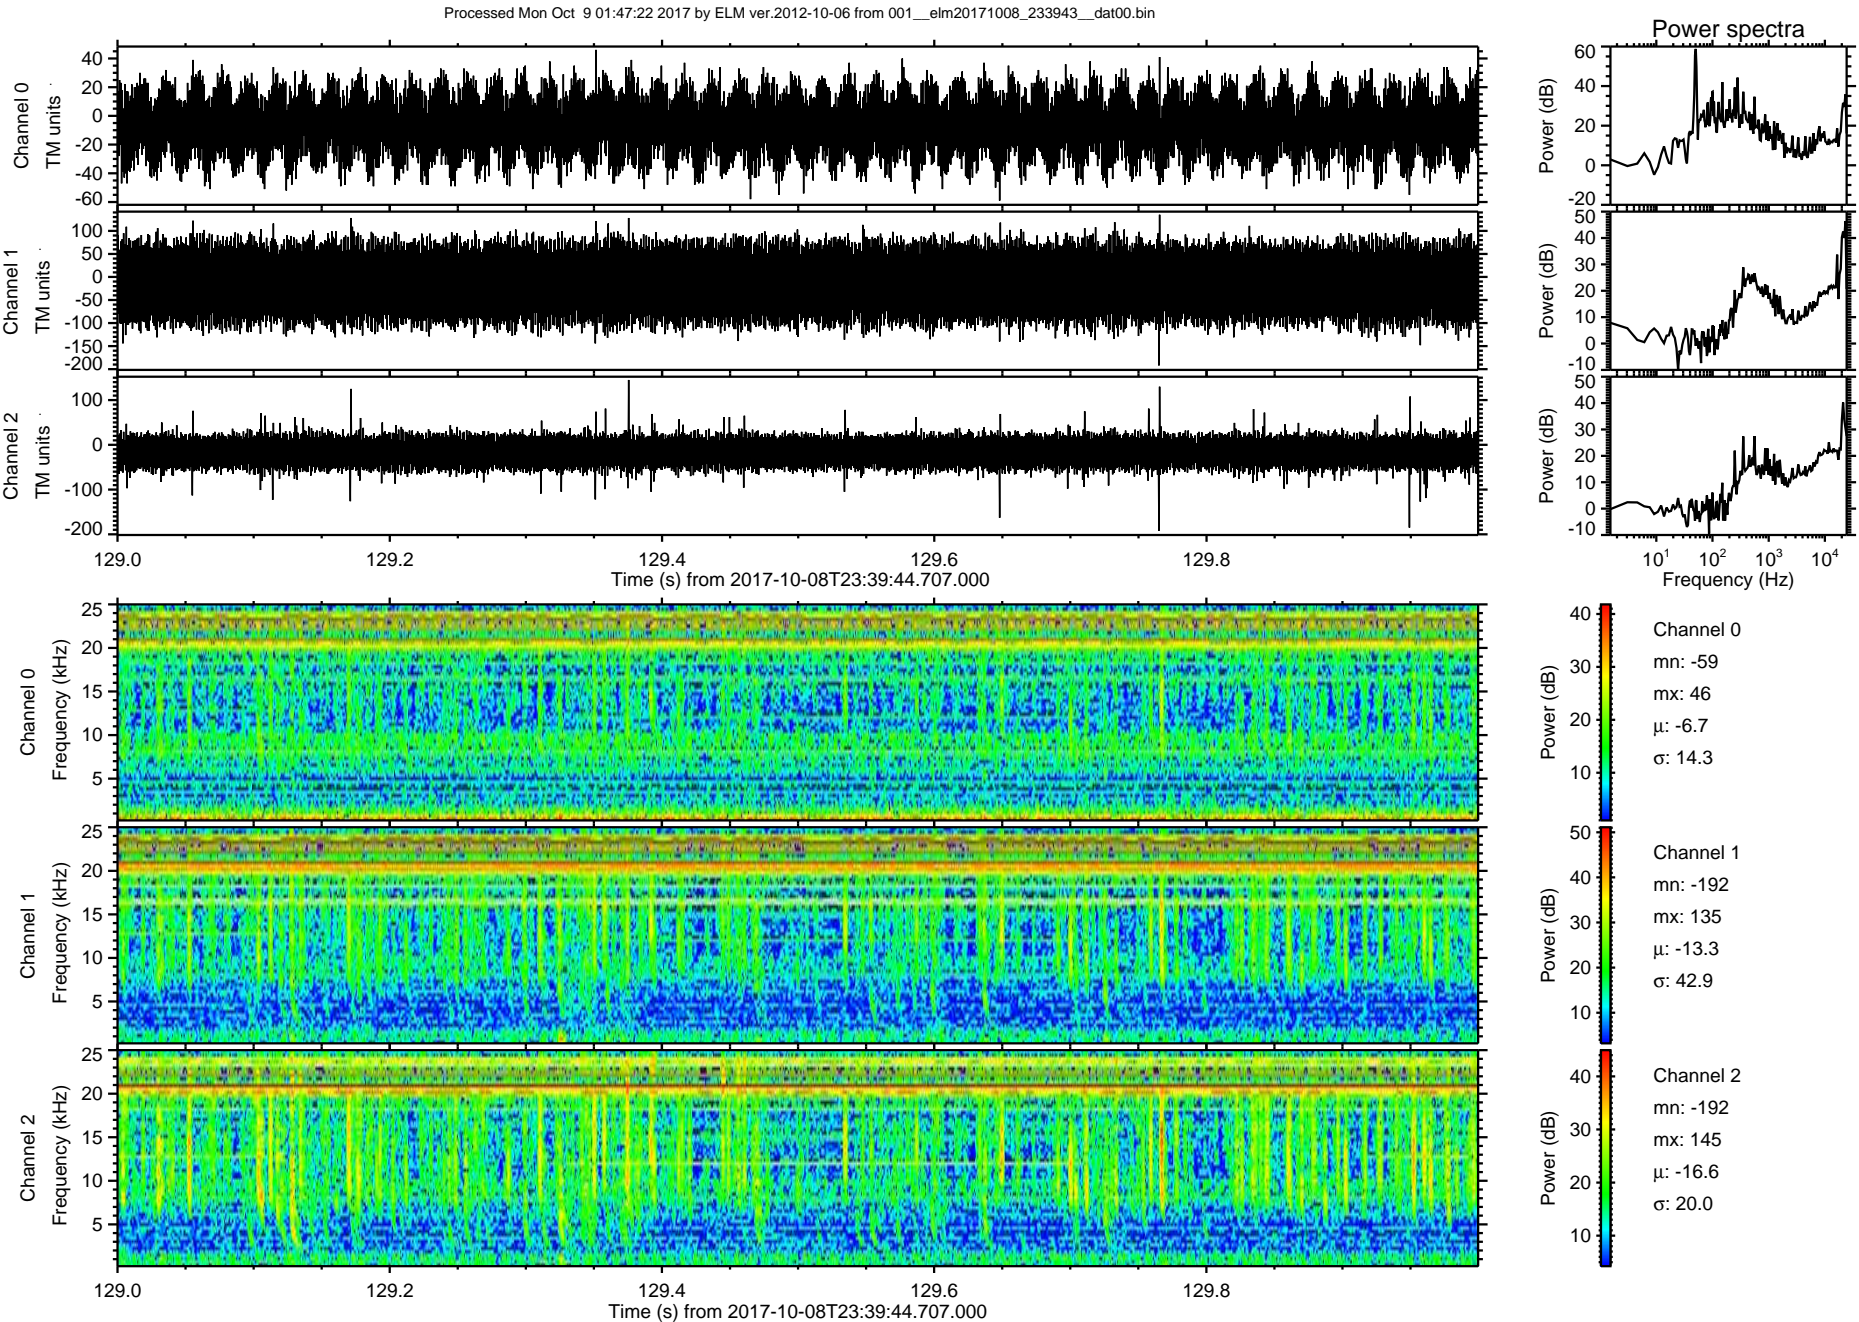 Processed Mon Oct  9 01:47:22 2017 by ELM ver.2012-10-06 from 001__elm20171008_233943__dat00.bin
Power spectra
Channel 0
TM units
40
20
0
-20
-40
-60
Power (dB)
60
40
20
0
-20
Channel 1
TM units
100
50
0
-50
-100
-150
-200
Power (dB)
50
40
30
20
10
0
-10
Channel 2
TM units
100
0
-100
-200
Power (dB)
50
40
30
20
10
0
-10
129.0 129.2 129.4 129.6 129.8
Time (s) from 2017-10-08T23:39:44.707.000
10¹ 10² 10³ 10⁴
Frequency (Hz)
Channel 0
Frequency (kHz)
25
20
15
10
5
Power (dB)
40
30
20
10
Channel 0
mn: -59
mx: 46
μ: -6.7
σ: 14.3
Channel 1
Frequency (kHz)
25
20
15
10
5
Power (dB)
50
40
30
20
10
Channel 1
mn: -192
mx: 135
μ: -13.3
σ: 42.9
Channel 2
Frequency (kHz)
25
20
15
10
5
Power (dB)
40
30
20
10
Channel 2
mn: -192
mx: 145
μ: -16.6
σ: 20.0
129.0 129.2 129.4 129.6 129.8
Time (s) from 2017-10-08T23:39:44.707.000